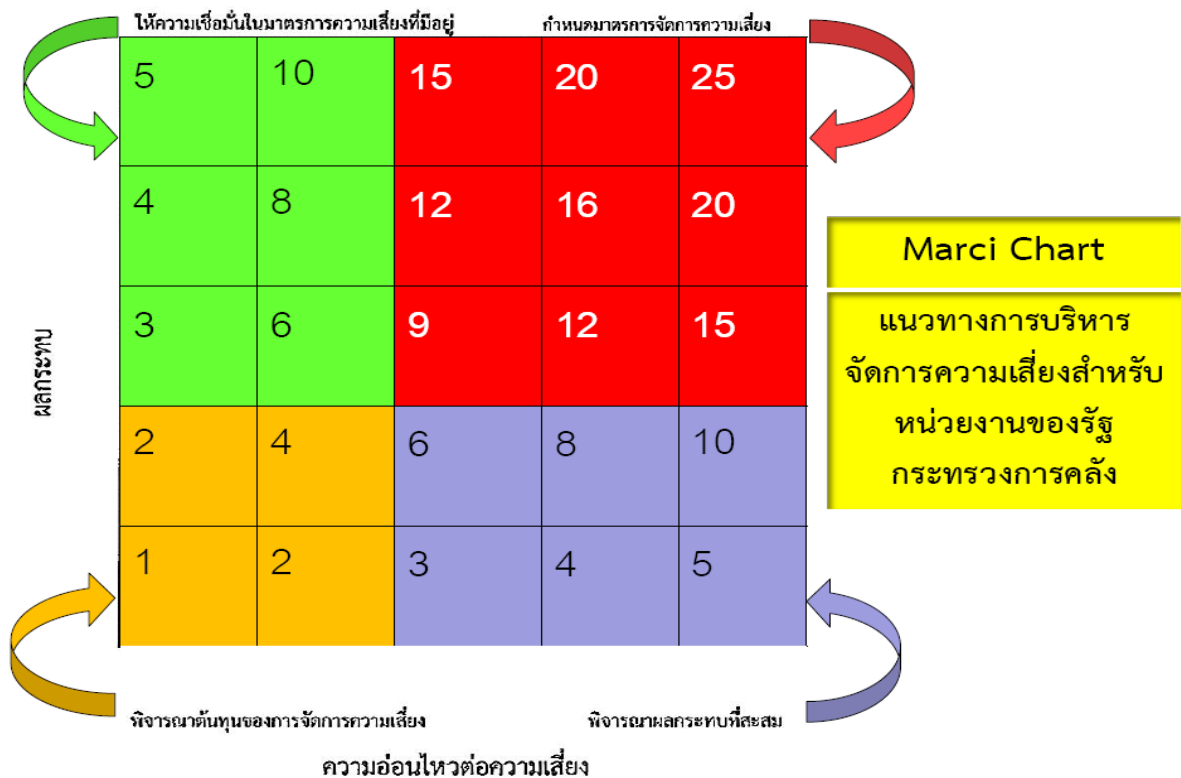 ให้ความเชื่อมั่นในมาตรการความเสี่ยงที่มีอยู่ กำหนดมาตรการจัดการความเสี่ยง
5 10 15 20 25
4 8 12 16 20
3 6 9 12 15
2 4 6 8 10
1 2 3 4 5
ผลกระทบ
พิจารณาต้นทุนของการจัดการความเสี่ยง พิจารณาผลกระทบที่สะสม
ความอ่อนไหวต่อความเสี่ยง
Marci Chart
แนวทางการบริหาร
จัดการความเสี่ยงสำหรับ
หน่วยงานของรัฐ
กระทรวงการคลัง